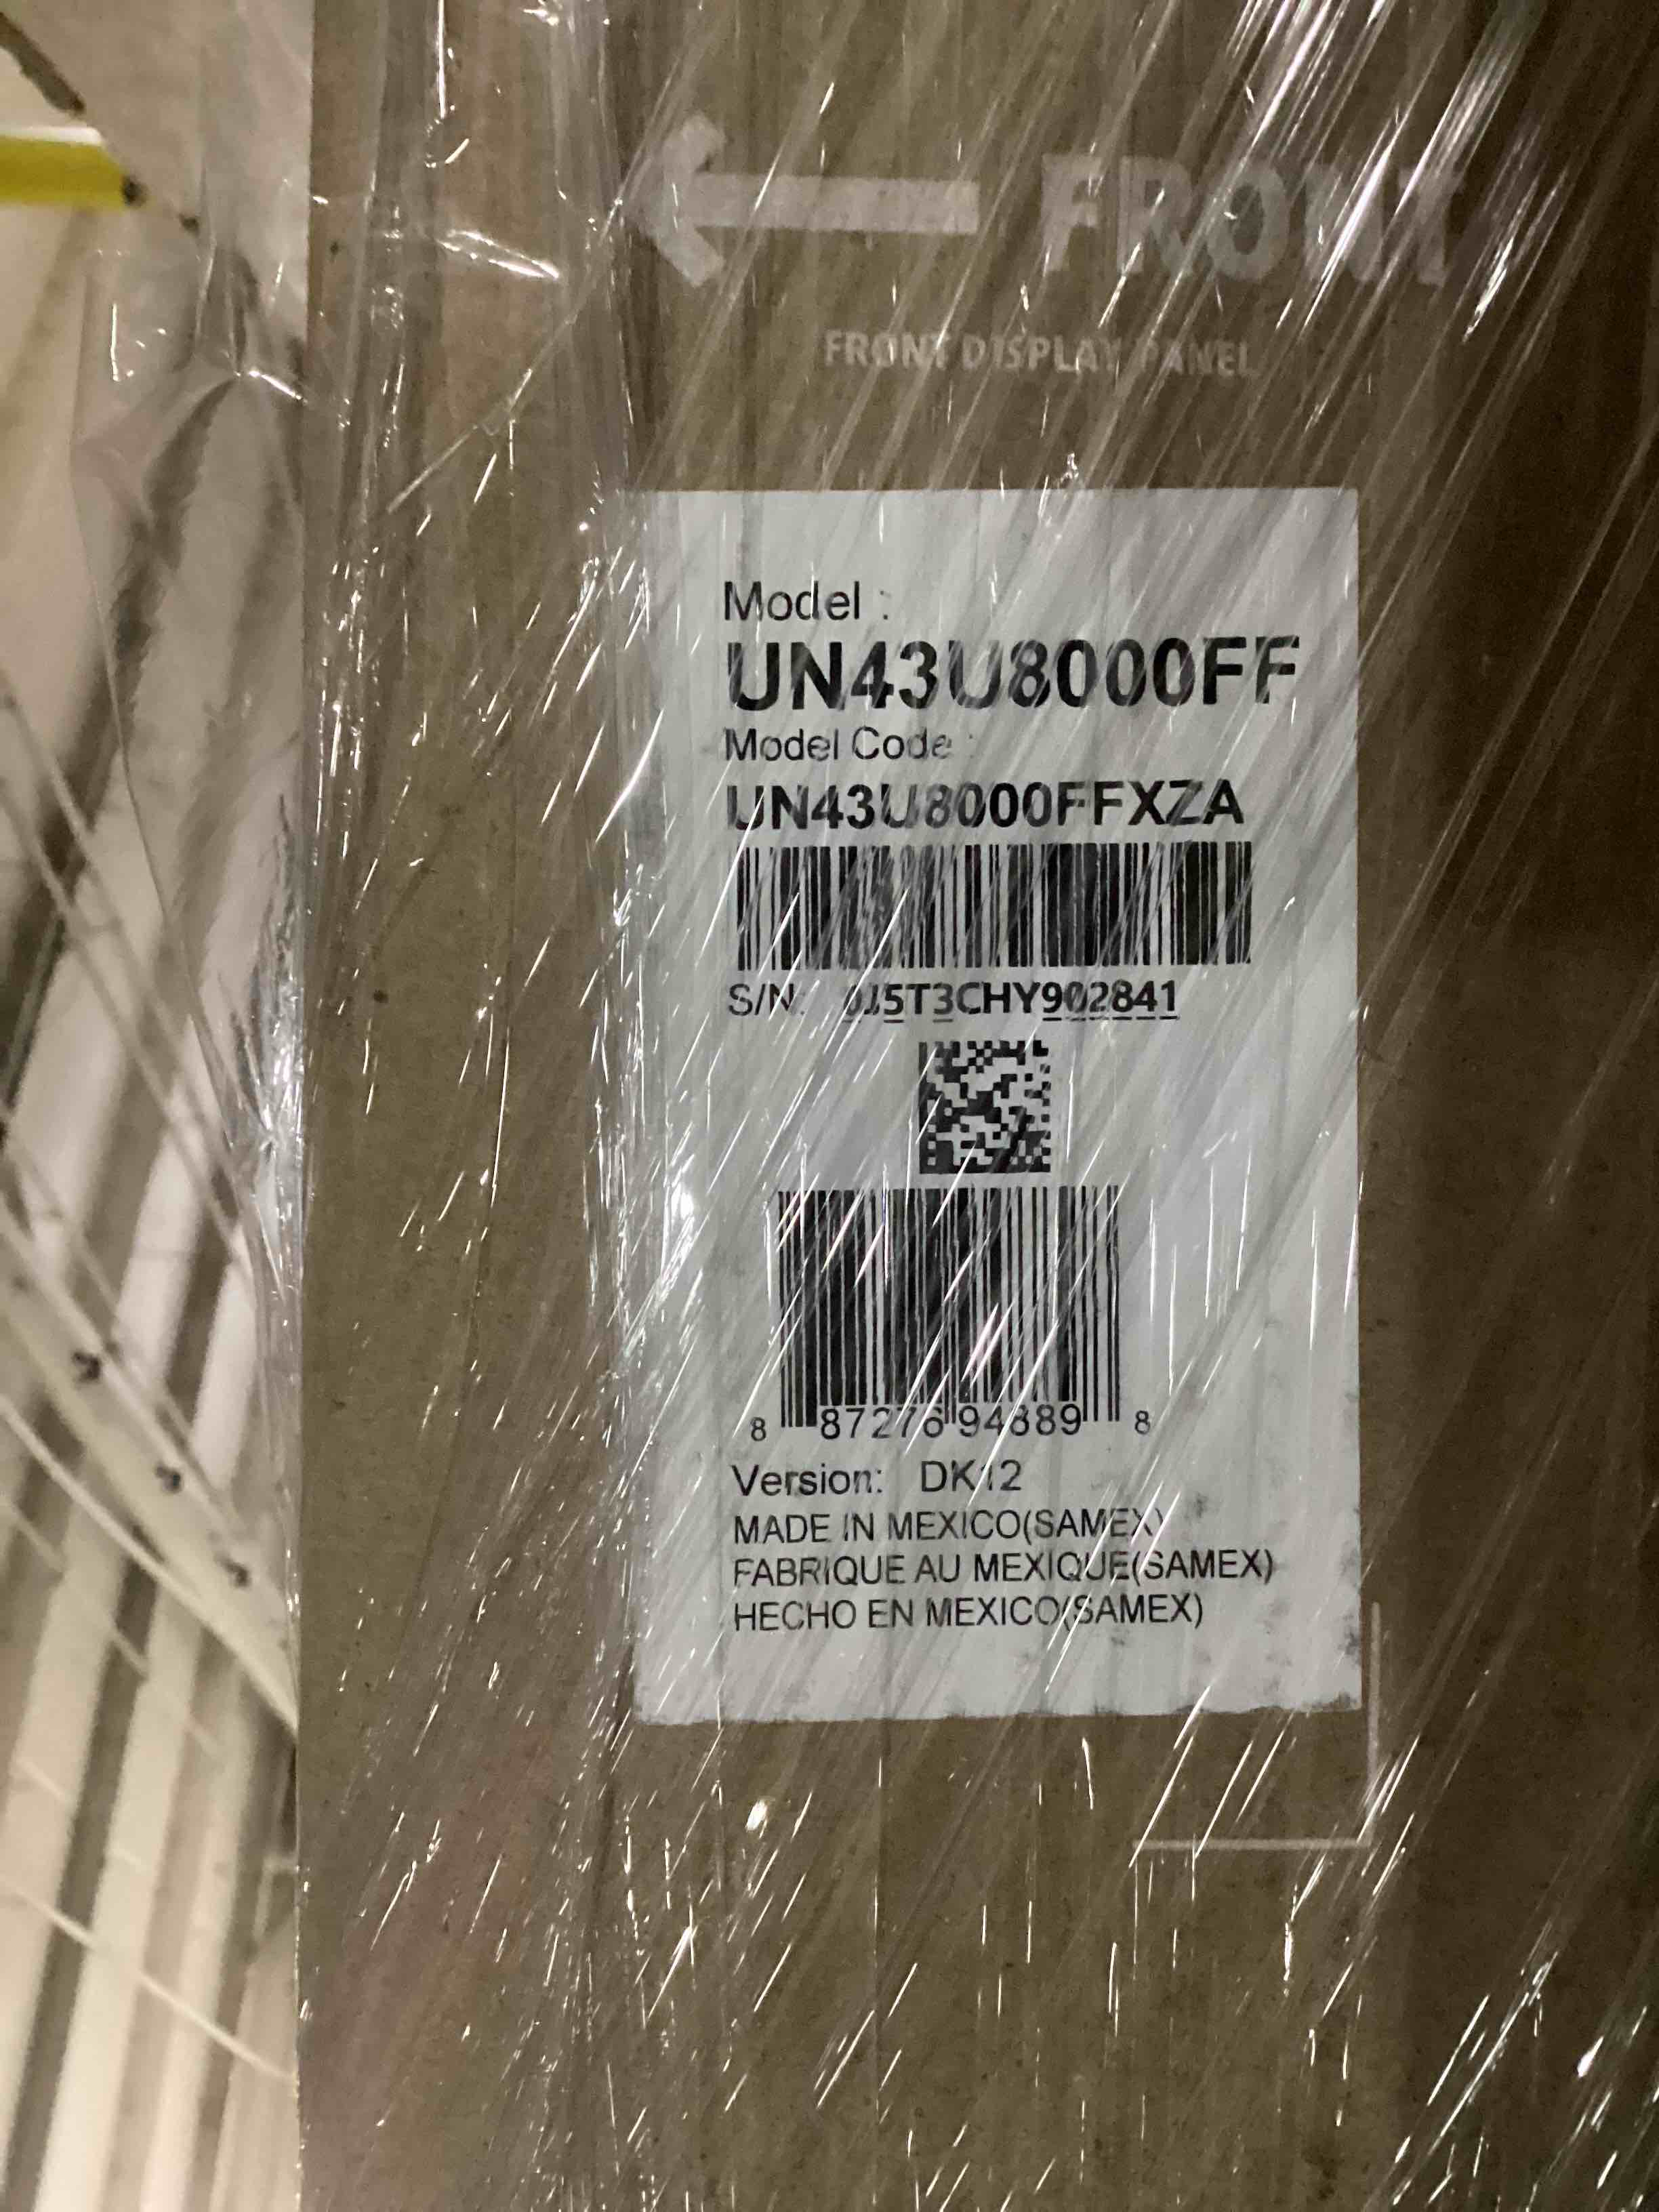 ← FRONT
FRONT DISPLAY PANEL
Model :
UN43U8000FF
Model Code :
UN43U8000FFXZA
S/N: 0J5T3CHY902841
8 87276 94889 8
Version: DK12
MADE IN MEXICO(SAMEX)
FABRIQUE AU MEXIQUE(SAMEX)
HECHO EN MEXICO(SAMEX)